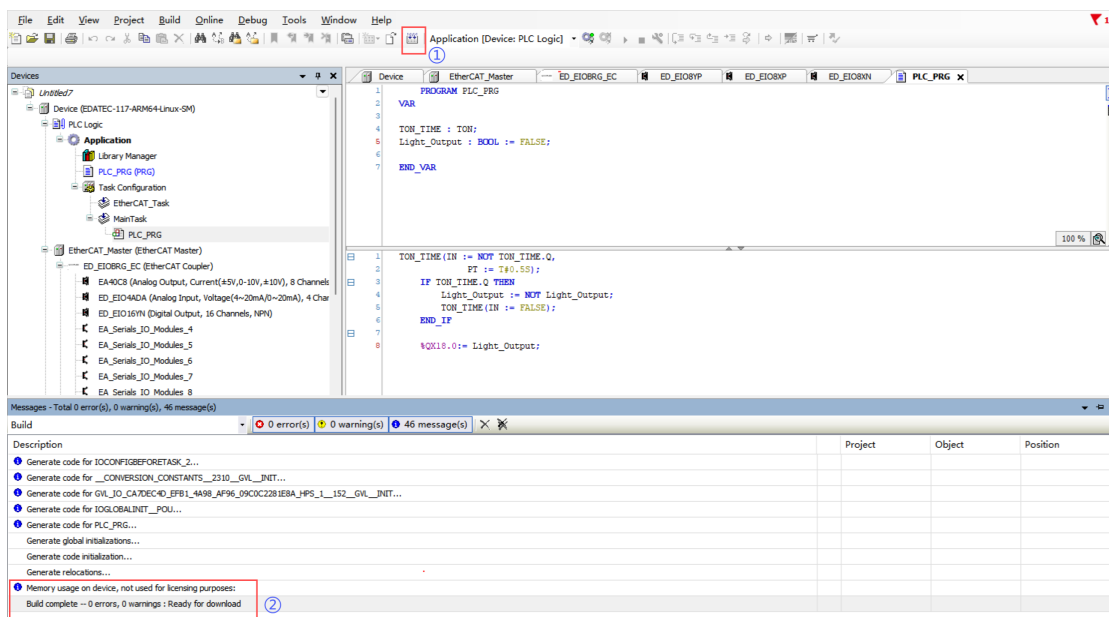 File Edit View Project Build Online Debug Tools Window Help
1
Application [Device: PLC Logic]
①
Devices
Device EtherCAT_Master ED_EIOBRG_EC ED_EIO8YP ED_EIO8XP ED_EIO8XN PLC_PRG
Untitled7
Device (EDATEC-117-ARM64-Linux-SM)
PLC Logic
Application
Library Manager
PLC_PRG (PRG)
Task Configuration
EtherCAT_Task
MainTask
PLC_PRG
EtherCAT_Master (EtherCAT Master)
ED_EIOBRG_EC (EtherCAT Coupler)
EA40C8 (Analog Output, Current(±5V,0-10V,±10V), 8 Channels
ED_EIO4ADA (Analog Input, Voltage(4~20mA/0~20mA), 4 Char
ED_EIO16YN (Digital Output, 16 Channels, NPN)
EA_Serials_IO_Modules_4
EA_Serials_IO_Modules_5
EA_Serials_IO_Modules_6
EA_Serials_IO_Modules_7
EA_Serials_IO_Modules_8
1 PROGRAM PLC_PRG
2 VAR
3
4 TON_TIME : TON;
5 Light_Output : BOOL := FALSE;
6
7 END_VAR
100 %
1 TON_TIME(IN := NOT TON_TIME.Q,
2 PT := T#0.5S);
3 IF TON_TIME.Q THEN
4 Light_Output := NOT Light_Output;
5 TON_TIME(IN := FALSE);
6 END_IF
7
8 %QX18.0:= Light_Output;
Messages - Total 0 error(s), 0 warning(s), 46 message(s)
Build 0 error(s) 0 warning(s) 46 message(s)
Description Project Object Position
Generate code for IOCONFIGBEFORETASK_2...
Generate code for __CONVERSION_CONSTANTS__2310__GVL__INIT...
Generate code for GVL_IO_CA7DEC4D_EFB1_4A98_AF96_09C0C2281E8A_HPS_1__152__GVL__INIT...
Generate code for IOGLOBALINIT__POU...
Generate code for PLC_PRG...
Generate global initializations...
Generate code initialization...
Generate relocations...
Memory usage on device, not used for licensing purposes:
Build complete -- 0 errors, 0 warnings : Ready for download
②